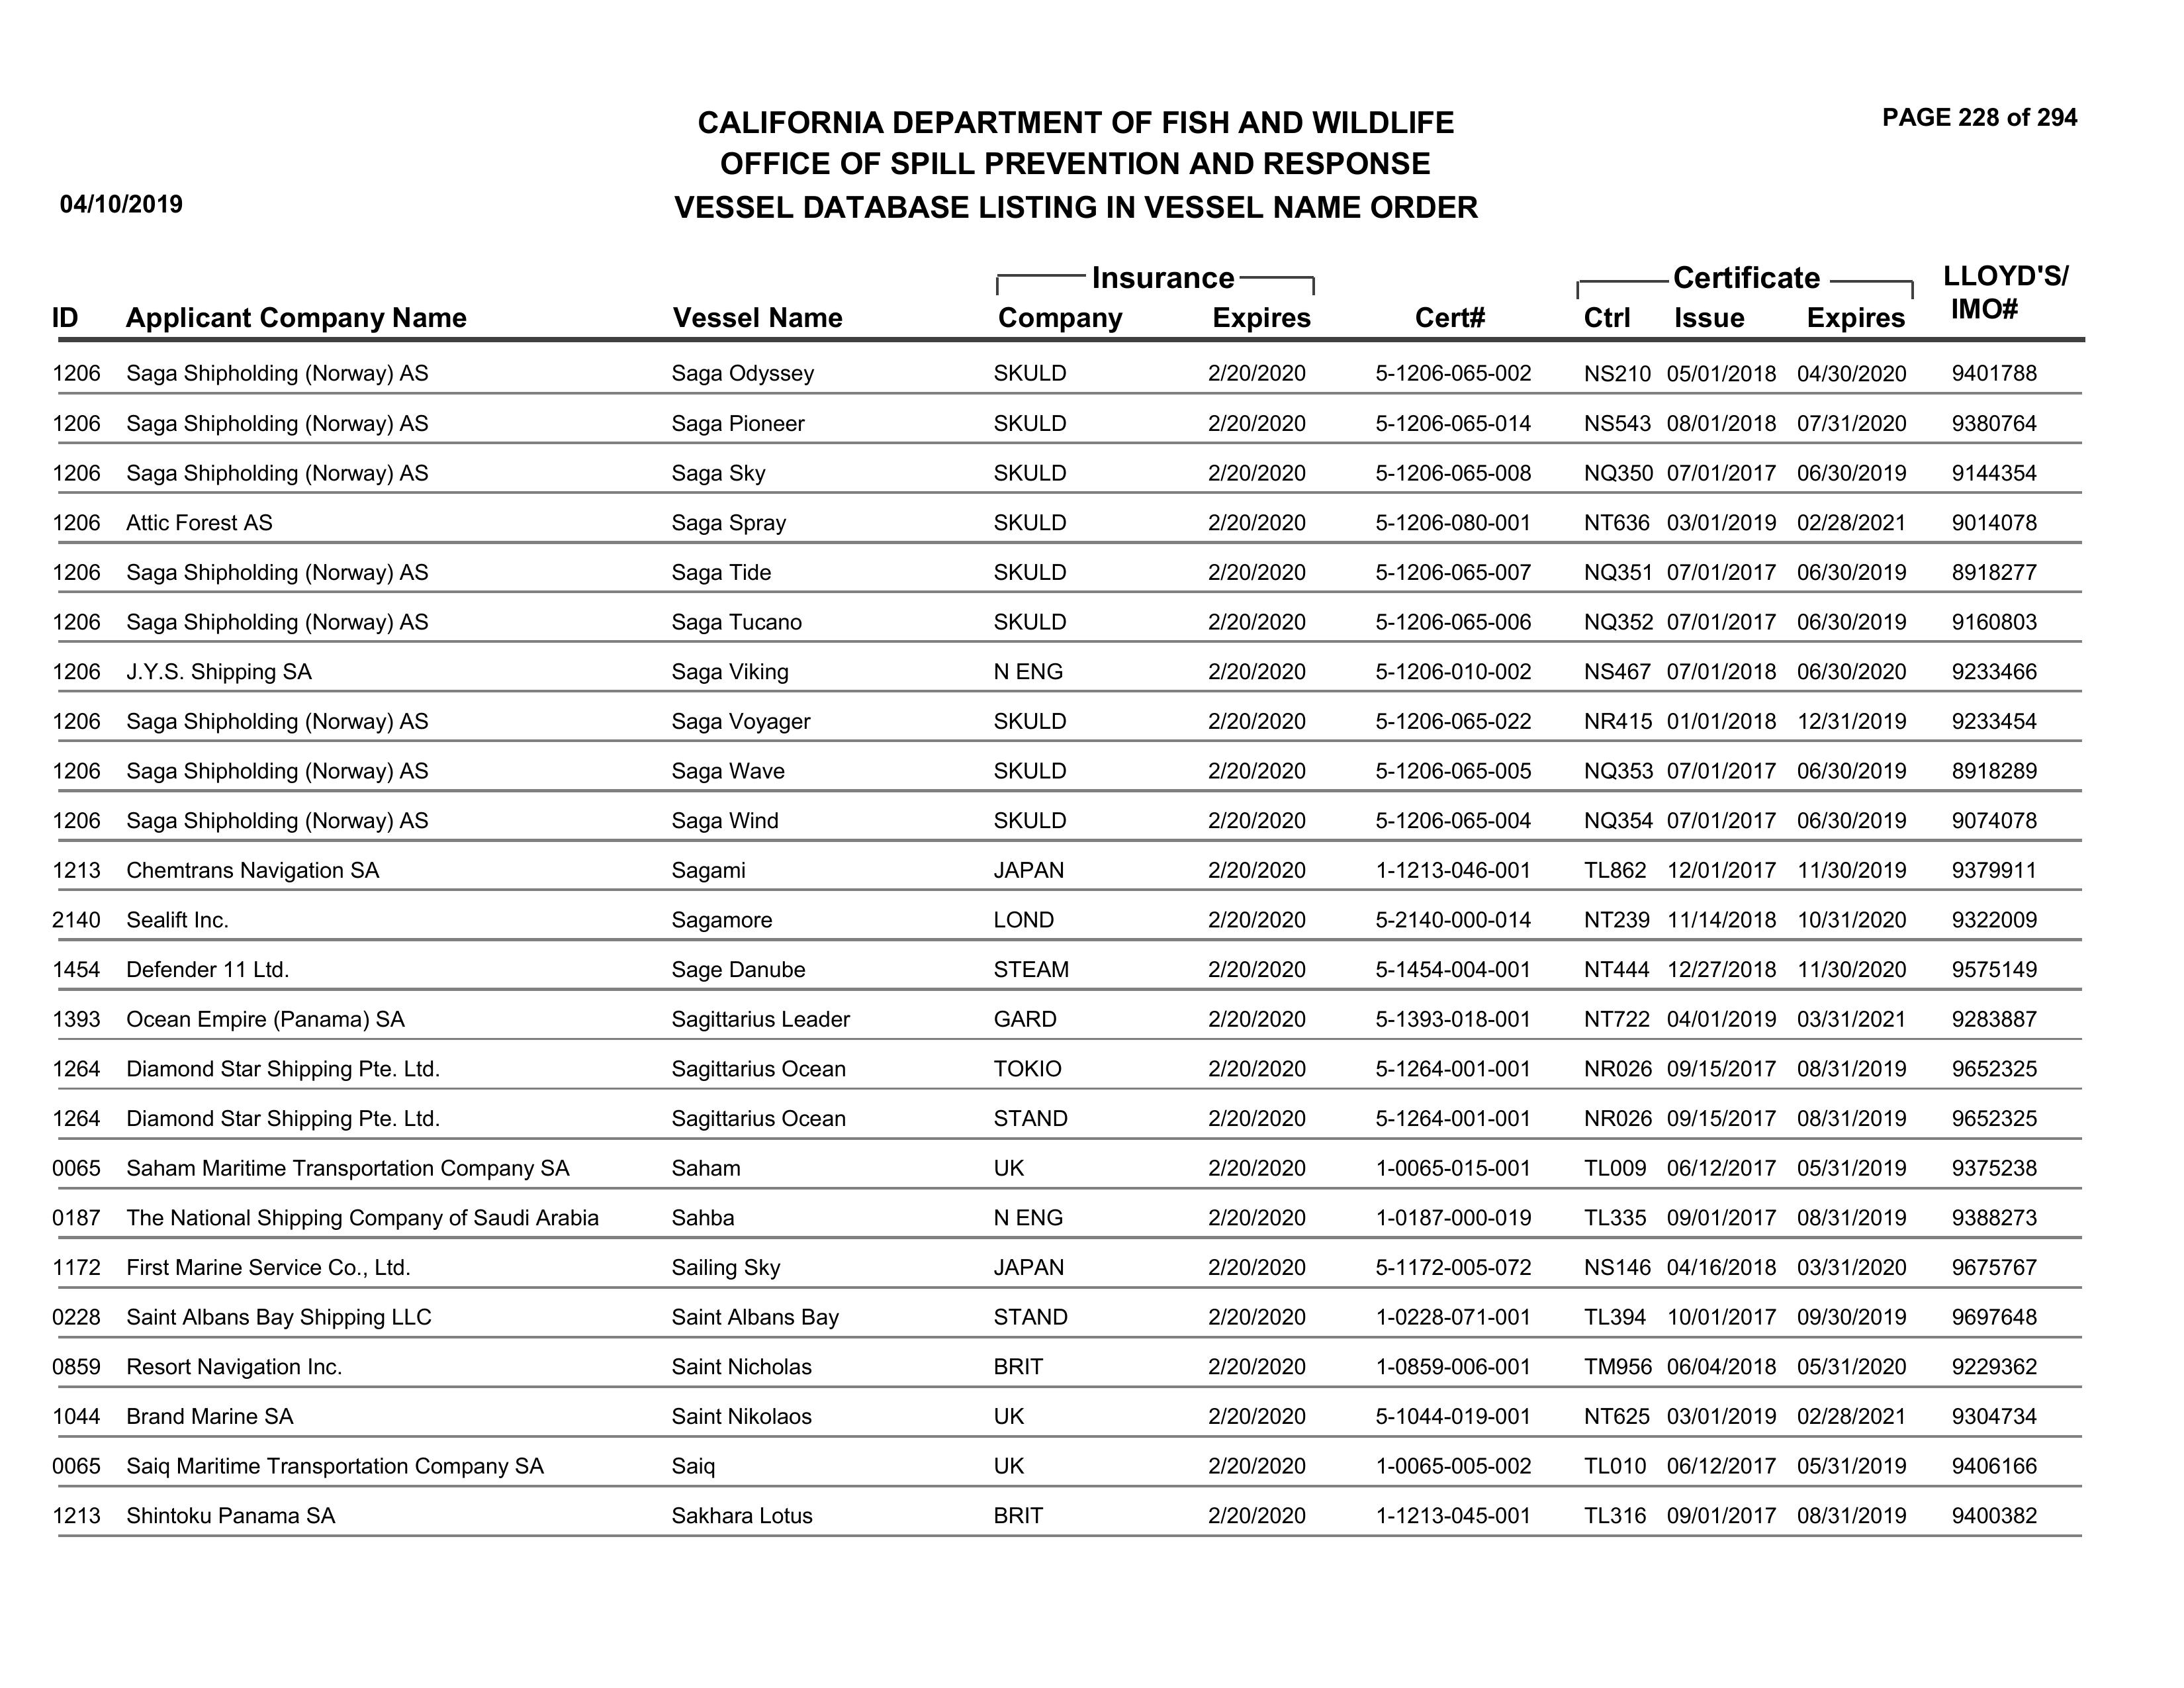 PAGE 228 of 294
CALIFORNIA DEPARTMENT OF FISH AND WILDLIFE
OFFICE OF SPILL PREVENTION AND RESPONSE
04/10/2019 VESSEL DATABASE LISTING IN VESSEL NAME ORDER
Insurance Certificate LLOYD'S/
ID Applicant Company Name Vessel Name Company Expires Cert# Ctrl Issue Expires IMO#
1206 Saga Shipholding (Norway) AS Saga Odyssey SKULD 2/20/2020 5-1206-065-002 NS210 05/01/2018 04/30/2020 9401788
1206 Saga Shipholding (Norway) AS Saga Pioneer SKULD 2/20/2020 5-1206-065-014 NS543 08/01/2018 07/31/2020 9380764
1206 Saga Shipholding (Norway) AS Saga Sky SKULD 2/20/2020 5-1206-065-008 NQ350 07/01/2017 06/30/2019 9144354
1206 Attic Forest AS Saga Spray SKULD 2/20/2020 5-1206-080-001 NT636 03/01/2019 02/28/2021 9014078
1206 Saga Shipholding (Norway) AS Saga Tide SKULD 2/20/2020 5-1206-065-007 NQ351 07/01/2017 06/30/2019 8918277
1206 Saga Shipholding (Norway) AS Saga Tucano SKULD 2/20/2020 5-1206-065-006 NQ352 07/01/2017 06/30/2019 9160803
1206 J.Y.S. Shipping SA Saga Viking N ENG 2/20/2020 5-1206-010-002 NS467 07/01/2018 06/30/2020 9233466
1206 Saga Shipholding (Norway) AS Saga Voyager SKULD 2/20/2020 5-1206-065-022 NR415 01/01/2018 12/31/2019 9233454
1206 Saga Shipholding (Norway) AS Saga Wave SKULD 2/20/2020 5-1206-065-005 NQ353 07/01/2017 06/30/2019 8918289
1206 Saga Shipholding (Norway) AS Saga Wind SKULD 2/20/2020 5-1206-065-004 NQ354 07/01/2017 06/30/2019 9074078
1213 Chemtrans Navigation SA Sagami JAPAN 2/20/2020 1-1213-046-001 TL862 12/01/2017 11/30/2019 9379911
2140 Sealift Inc. Sagamore LOND 2/20/2020 5-2140-000-014 NT239 11/14/2018 10/31/2020 9322009
1454 Defender 11 Ltd. Sage Danube STEAM 2/20/2020 5-1454-004-001 NT444 12/27/2018 11/30/2020 9575149
1393 Ocean Empire (Panama) SA Sagittarius Leader GARD 2/20/2020 5-1393-018-001 NT722 04/01/2019 03/31/2021 9283887
1264 Diamond Star Shipping Pte. Ltd. Sagittarius Ocean TOKIO 2/20/2020 5-1264-001-001 NR026 09/15/2017 08/31/2019 9652325
1264 Diamond Star Shipping Pte. Ltd. Sagittarius Ocean STAND 2/20/2020 5-1264-001-001 NR026 09/15/2017 08/31/2019 9652325
0065 Saham Maritime Transportation Company SA Saham UK 2/20/2020 1-0065-015-001 TL009 06/12/2017 05/31/2019 9375238
0187 The National Shipping Company of Saudi Arabia Sahba N ENG 2/20/2020 1-0187-000-019 TL335 09/01/2017 08/31/2019 9388273
1172 First Marine Service Co., Ltd. Sailing Sky JAPAN 2/20/2020 5-1172-005-072 NS146 04/16/2018 03/31/2020 9675767
0228 Saint Albans Bay Shipping LLC Saint Albans Bay STAND 2/20/2020 1-0228-071-001 TL394 10/01/2017 09/30/2019 9697648
0859 Resort Navigation Inc. Saint Nicholas BRIT 2/20/2020 1-0859-006-001 TM956 06/04/2018 05/31/2020 9229362
1044 Brand Marine SA Saint Nikolaos UK 2/20/2020 5-1044-019-001 NT625 03/01/2019 02/28/2021 9304734
0065 Saiq Maritime Transportation Company SA Saiq UK 2/20/2020 1-0065-005-002 TL010 06/12/2017 05/31/2019 9406166
1213 Shintoku Panama SA Sakhara Lotus BRIT 2/20/2020 1-1213-045-001 TL316 09/01/2017 08/31/2019 9400382